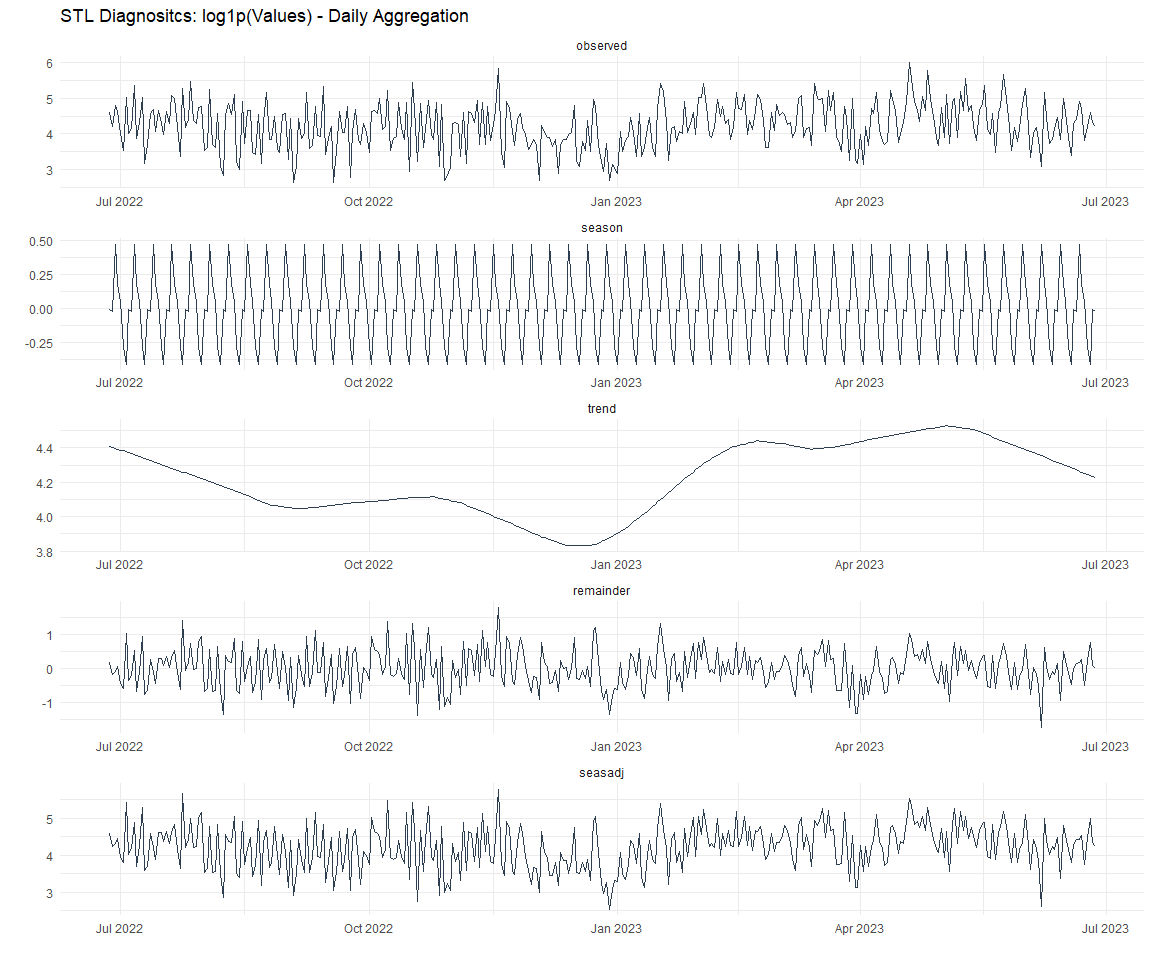 STL Diagnositcs: log1p(Values) - Daily Aggregation
observed
6
5
4
3
Jul 2022 Oct 2022 Jan 2023 Apr 2023 Jul 2023
season
0.50
0.25
0.00
-0.25
Jul 2022 Oct 2022 Jan 2023 Apr 2023 Jul 2023
trend
4.4
4.2
4.0
3.8
Jul 2022 Oct 2022 Jan 2023 Apr 2023 Jul 2023
remainder
1
0
-1
Jul 2022 Oct 2022 Jan 2023 Apr 2023 Jul 2023
seasadj
5
4
3
Jul 2022 Oct 2022 Jan 2023 Apr 2023 Jul 2023